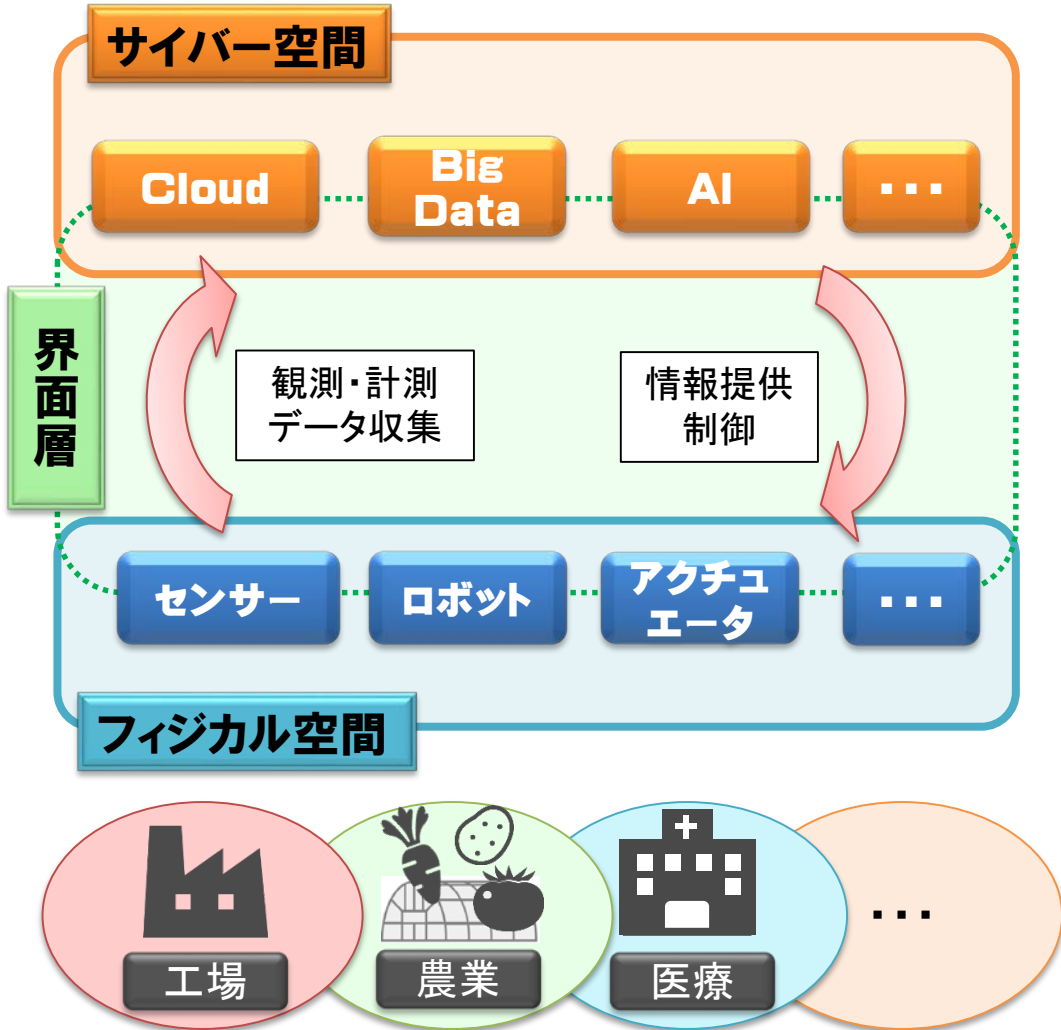 サイバー空間
Cloud
Big
Data
AI
･･･
界面層
観測・計測
データ収集
情報提供
制御
センサー
ロボット
アクチュ
エータ
･･･
フィジカル空間
工場
農業
医療
･･･